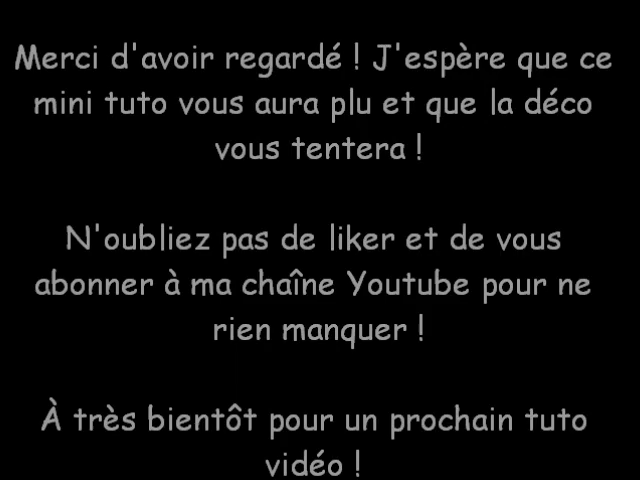 Merci d'avoir regardé ! J'espère que ce
mini tuto vous aura plu et que la déco
vous tentera !
N'oubliez pas de liker et de vous
abonner à ma chaîne Youtube pour ne
rien manquer !
À très bientôt pour un prochain tuto
vidéo !